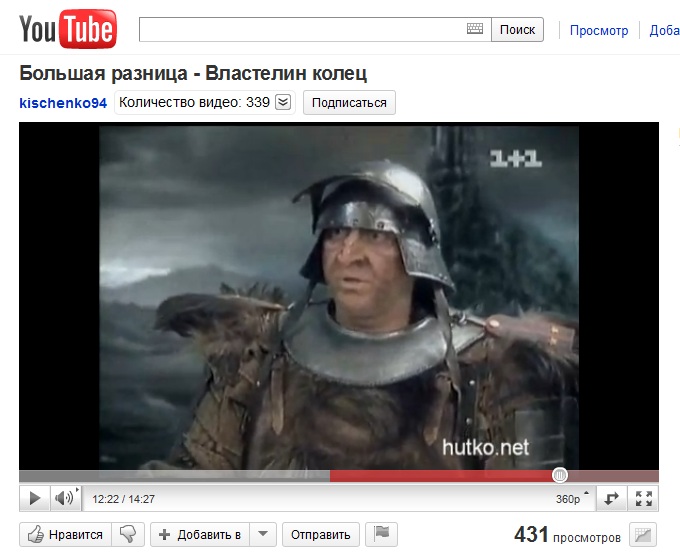 YouTube
Поиск
Просмотр
Доба
Большая разница - Властелин колец
kischenko94
Количество видео: 339
Подписаться
1+1
hutko.net
12:22 / 14:27
360p
Нравится
Добавить в
Отправить
431 просмотров